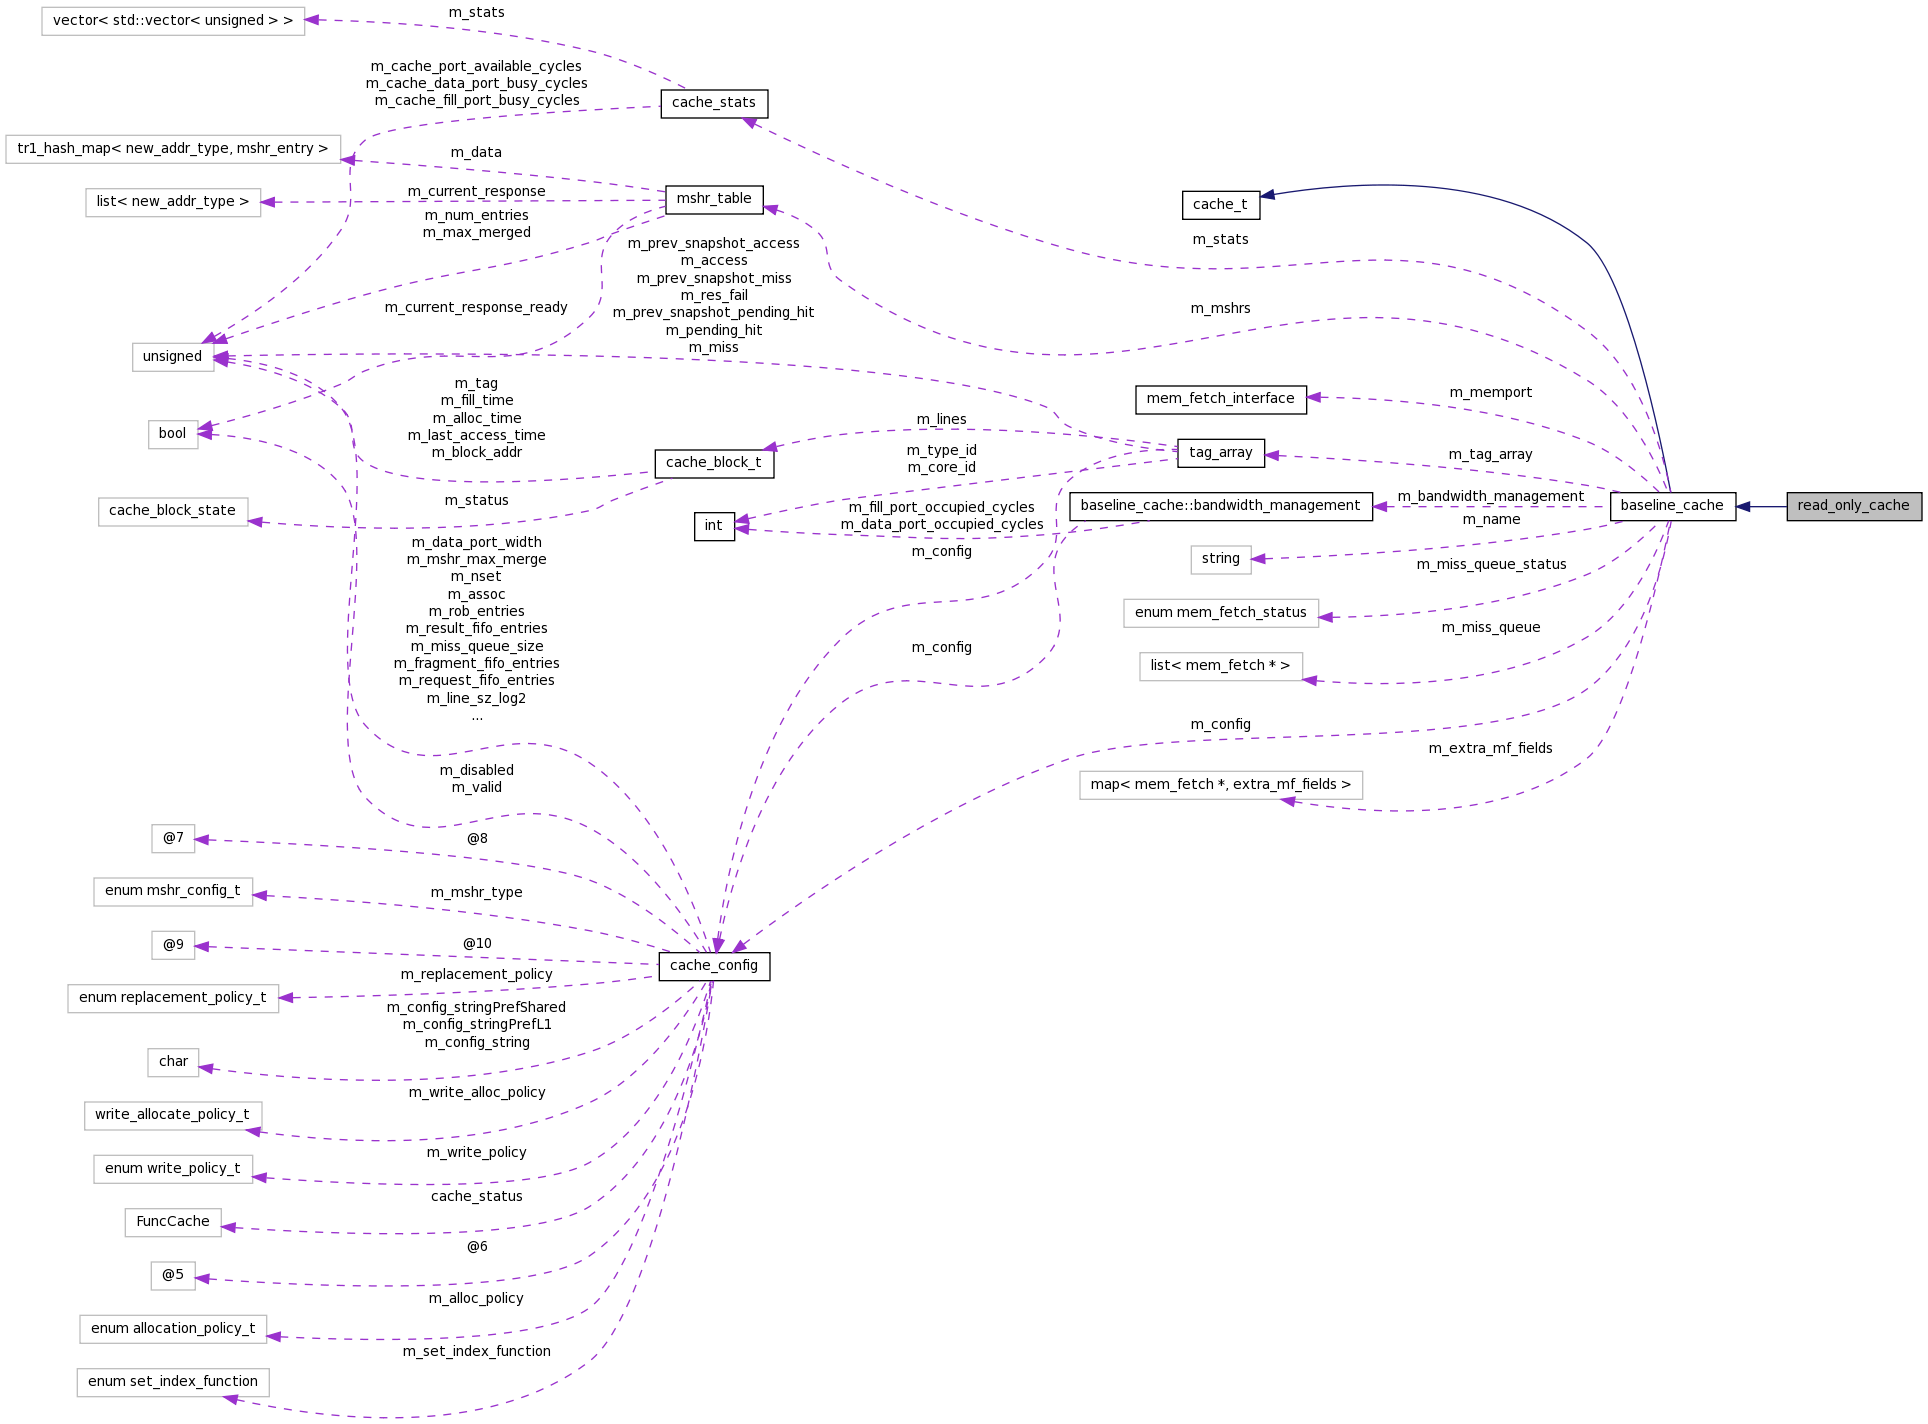 m_stats
vector< std::vector< unsigned > >
m_cache_port_available_cycles
m_cache_data_port_busy_cycles
m_cache_fill_port_busy_cycles
cache_stats
tr1_hash_map< new_addr_type, mshr_entry >
m_data
m_current_response
list< new_addr_type >
mshr_table
cache_t
m_num_entries
m_max_merged
m_stats
m_prev_snapshot_access
m_access
m_prev_snapshot_miss
m_res_fail
m_prev_snapshot_pending_hit
m_pending_hit
m_miss
m_current_response_ready
m_mshrs
unsigned
m_tag
m_fill_time
m_alloc_time
m_last_access_time
m_block_addr
mem_fetch_interface
m_memport
bool
m_lines
m_type_id
m_core_id
tag_array
m_tag_array
cache_block_t
m_status
cache_block_state
int
m_fill_port_occupied_cycles
m_data_port_occupied_cycles
baseline_cache::bandwidth_management
m_bandwidth_management
baseline_cache
read_only_cache
m_name
m_config
string
m_miss_queue_status
m_data_port_width
m_mshr_max_merge
m_nset
m_assoc
m_rob_entries
m_result_fifo_entries
m_miss_queue_size
m_fragment_fifo_entries
m_request_fifo_entries
m_line_sz_log2
...
enum mem_fetch_status
m_miss_queue
m_config
list< mem_fetch * >
m_config
m_extra_mf_fields
m_disabled
m_valid
map< mem_fetch *, extra_mf_fields >
@7
@8
enum mshr_config_t
m_mshr_type
@9
@10
cache_config
m_replacement_policy
enum replacement_policy_t
m_config_stringPrefShared
m_config_stringPrefL1
m_config_string
char
m_write_alloc_policy
write_allocate_policy_t
m_write_policy
enum write_policy_t
cache_status
FuncCache
@6
@5
m_alloc_policy
enum allocation_policy_t
m_set_index_function
enum set_index_function